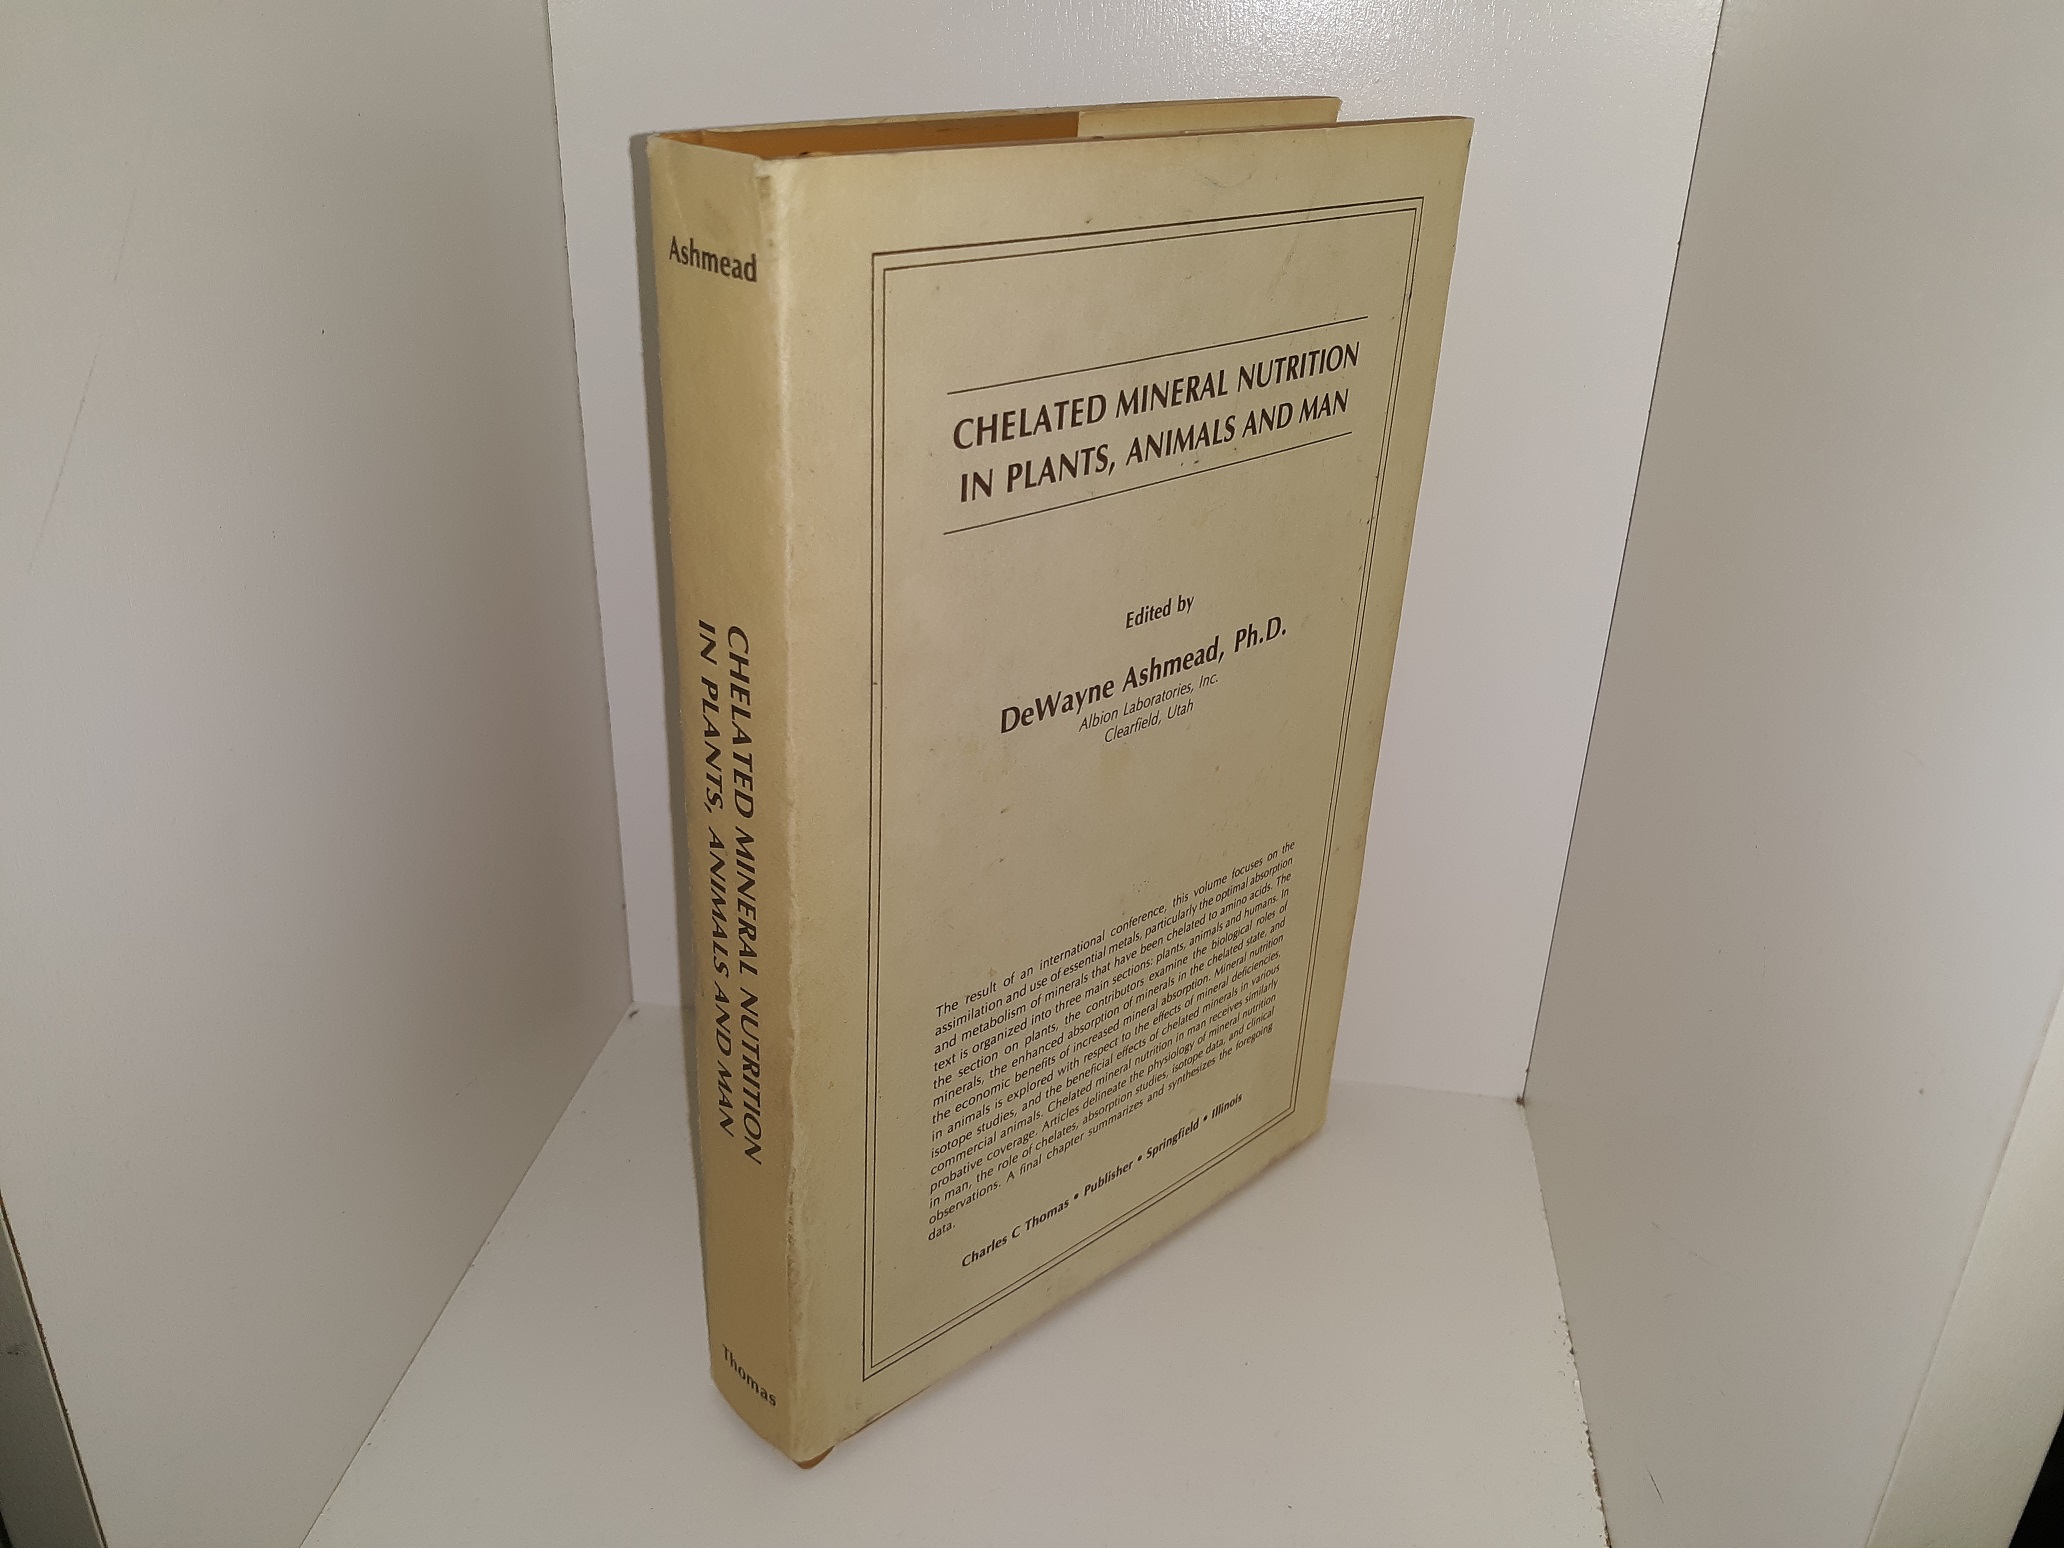 Ashmead
CHELATED MINERAL NUTRITION
IN PLANTS, ANIMALS AND MAN
Thomas
CHELATED MINERAL NUTRITION
IN PLANTS, ANIMALS AND MAN
Edited by
DeWayne Ashmead, Ph.D.
Albion Laboratories, Inc.
Clearfield, Utah
The result of an international conference, this volume focuses on the
assimilation and use of essential metals, particularly the optimal absorption
and metabolism of minerals that have been chelated to amino acids. The
text is organized into three main sections: plants, animals and humans. In
the section on plants, the contributors examine the biological roles of
minerals, the enhanced absorption of minerals in the chelated state, and
the economic benefits of increased mineral absorption. Mineral nutrition
in animals is explored with respect to the effects of mineral deficiencies,
isotope studies, and the beneficial effects of chelated minerals in various
commercial animals. Chelated mineral nutrition in man receives similarly
probative coverage. Articles delineate the physiology of mineral nutrition
in man, the role of chelates, absorption studies, isotope data, and clinical
observations. A final chapter summarizes and synthesizes the foregoing
data.
Charles C Thomas • Publisher • Springfield • Illinois